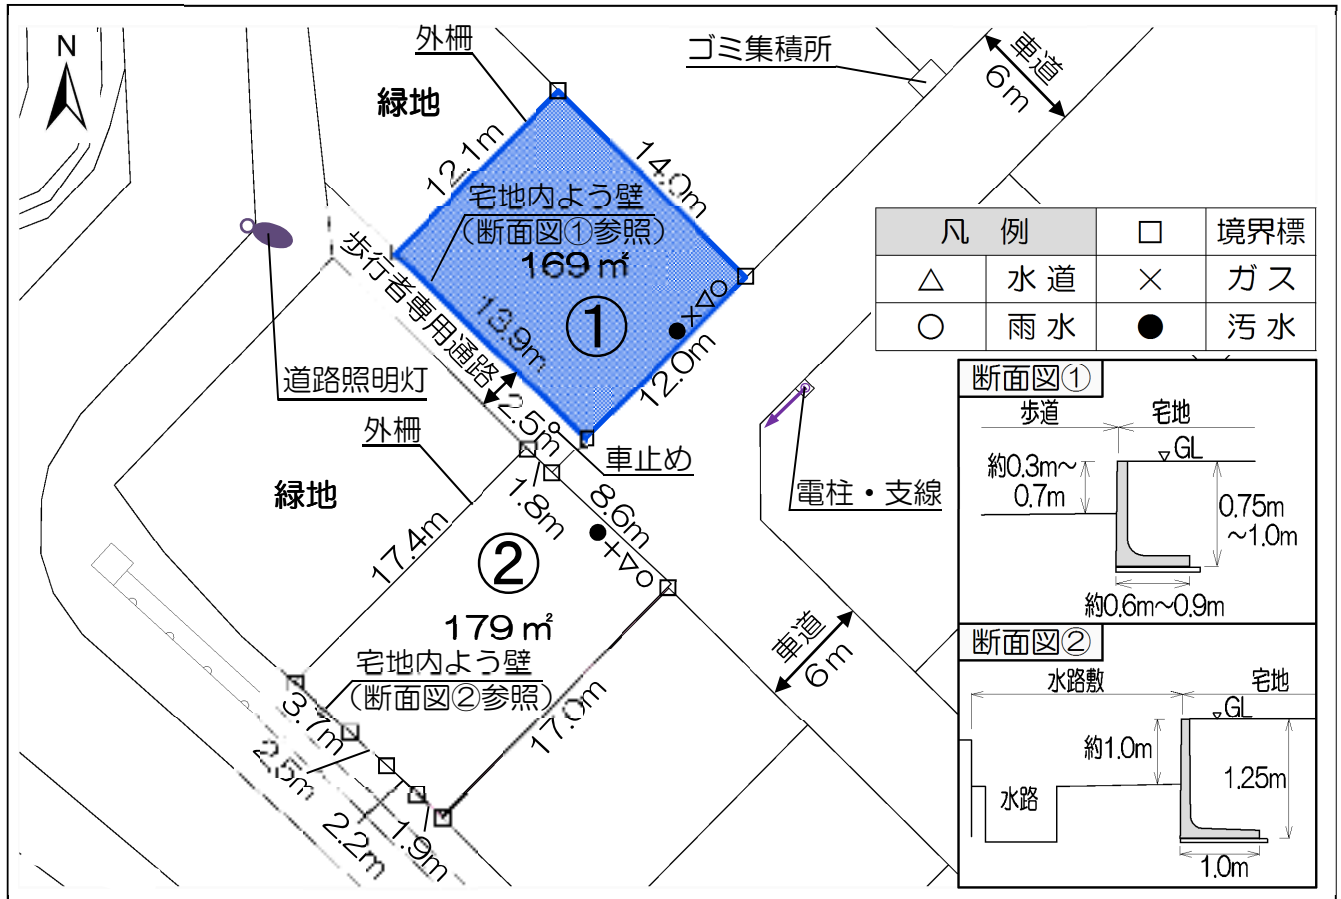 N
外柵
緑地
ゴミ集積所
車道
6m
12.1m
14.0m
宅地内よう壁
(断面図①参照)
169㎡
①
13.9m
12.0m
×▽○
歩行者専用通路
2.5m
道路照明灯
車止め
凡 例
□
境界標
△
水 道
×
ガ ス
○
雨 水
●
汚 水
電柱・支線
外柵
緑地
17.4m
1.8m
8.6m
②
179㎡
宅地内よう壁
(断面図②参照)
17.0m
車道
6m
3.7m
2.5m
2.2m
1.9m
断面図①
歩道
宅地
▽GL
約0.3m〜
0.7m
0.75m
〜1.0m
約0.6m〜0.9m
断面図②
水路敷
宅地
▽GL
約1.0m
1.25m
水路
1.0m